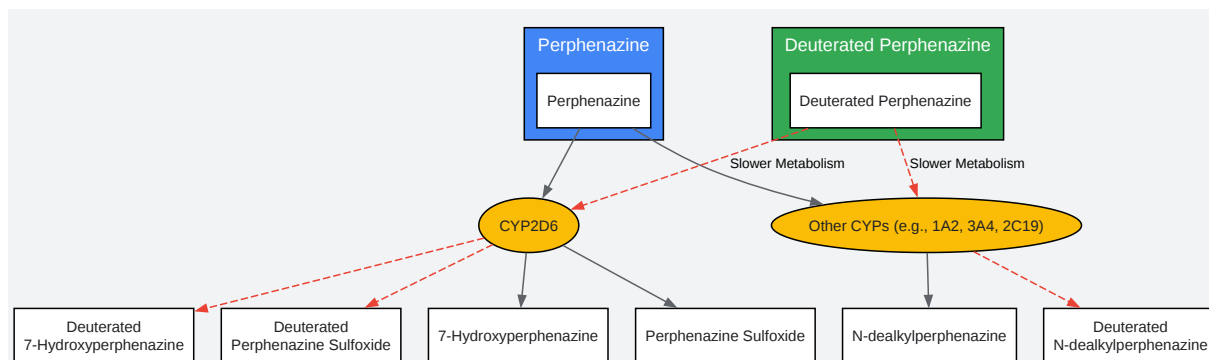 Perphenazine
Deuterated Perphenazine
Perphenazine
Deuterated Perphenazine
Slower Metabolism
Slower Metabolism
CYP2D6
Other CYPs (e.g., 1A2, 3A4, 2C19)
Deuterated
7-Hydroxyperphenazine
Deuterated
Perphenazine Sulfoxide
7-Hydroxyperphenazine
Perphenazine Sulfoxide
N-dealkylperphenazine
Deuterated
N-dealkylperphenazine